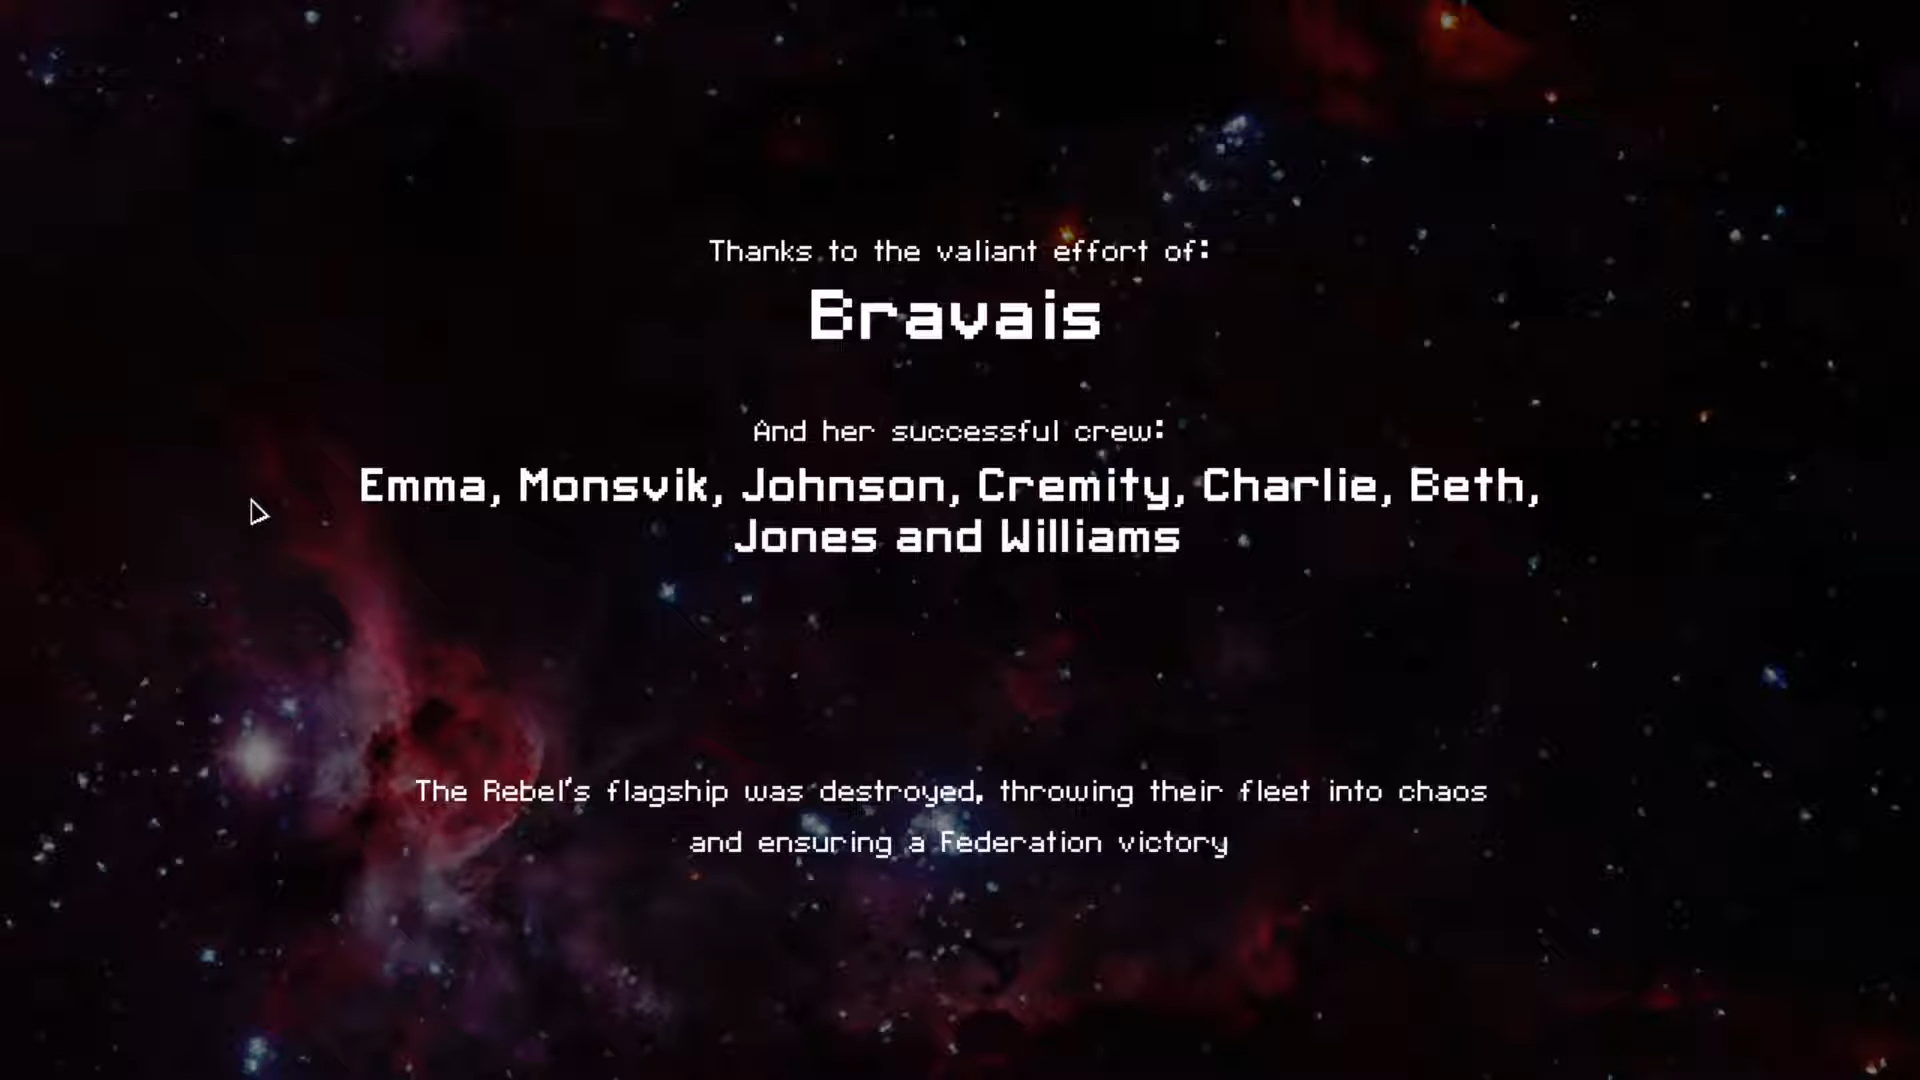 Thanks to the valiant effort of:
Bravais
And her successful crew:
Emma, Monsvik, Johnson, Cremity, Charlie, Beth,
Jones and Williams
The Rebel's flagship was destroyed, throwing their fleet into chaos
and ensuring a Federation victory